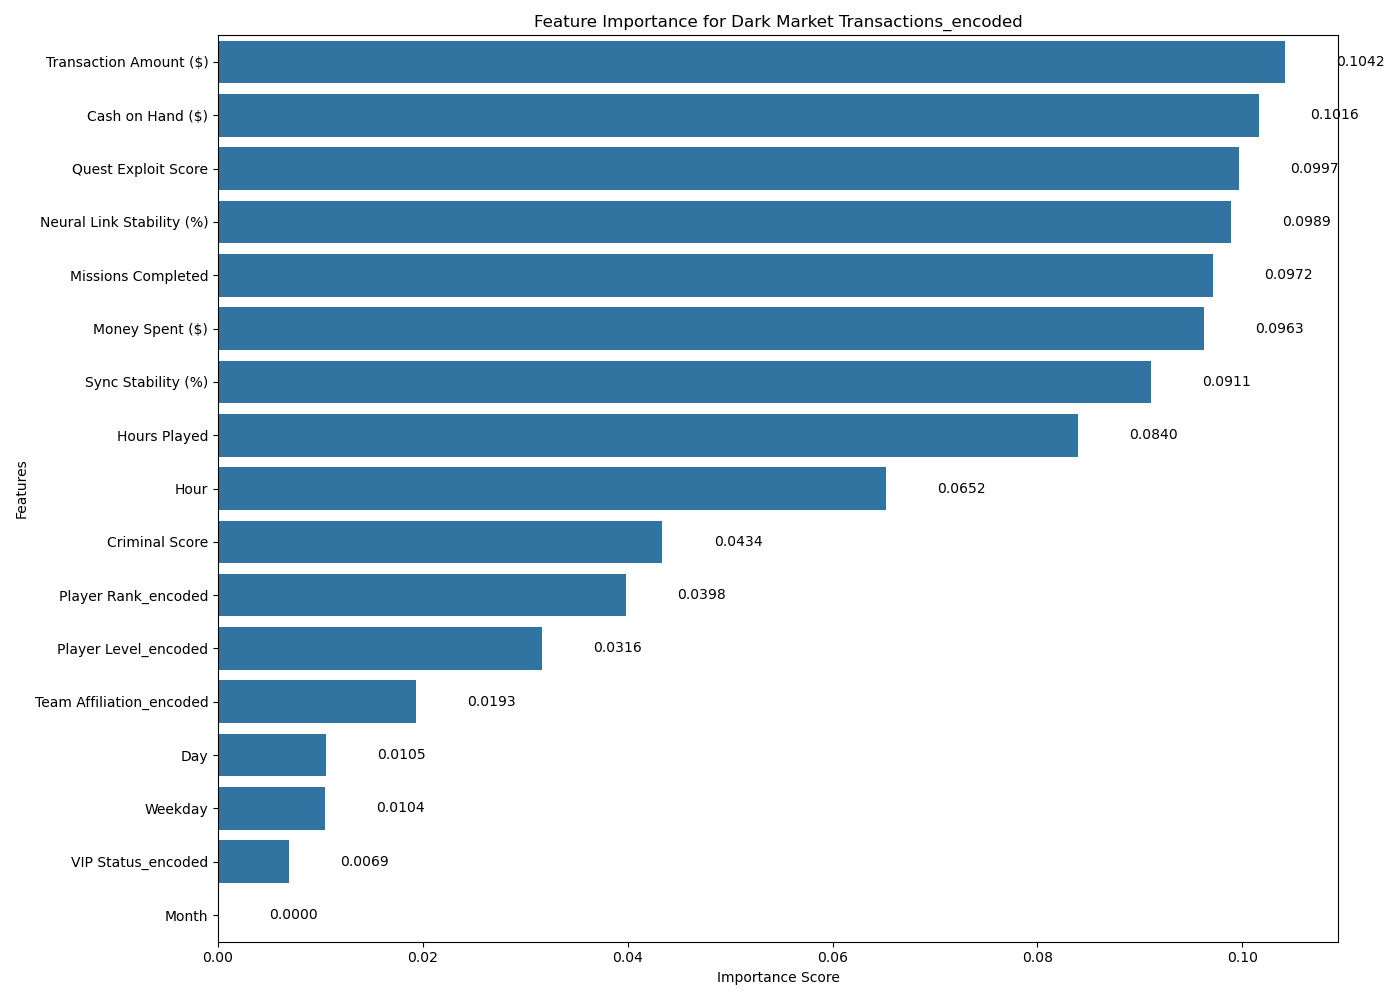 Feature Importance for Dark Market Transactions_encoded
Transaction Amount ($) 0.1042
Cash on Hand ($) 0.1016
Quest Exploit Score 0.0997
Neural Link Stability (%) 0.0989
Missions Completed 0.0972
Money Spent ($) 0.0963
Sync Stability (%) 0.0911
Hours Played 0.0840
Hour 0.0652
Criminal Score 0.0434
Player Rank_encoded 0.0398
Player Level_encoded 0.0316
Team Affiliation_encoded 0.0193
Day 0.0105
Weekday 0.0104
VIP Status_encoded 0.0069
Month 0.0000
Features
0.00 0.02 0.04 0.06 0.08 0.10
Importance Score